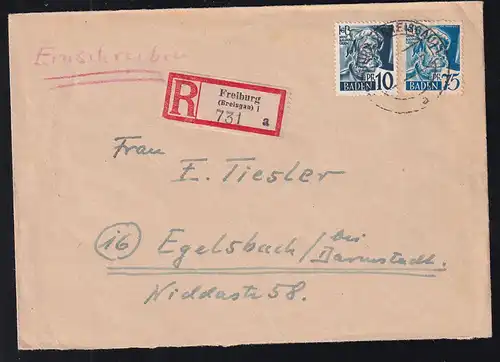 Einschreiben
R
Freiburg
(Breisgau) 1
731 a
10 PF
BADEN
PF 75
BADEN
a
Frau
E. Tiesler
16 Egelsbach/bei Darmstadt.
Niddastr 58.